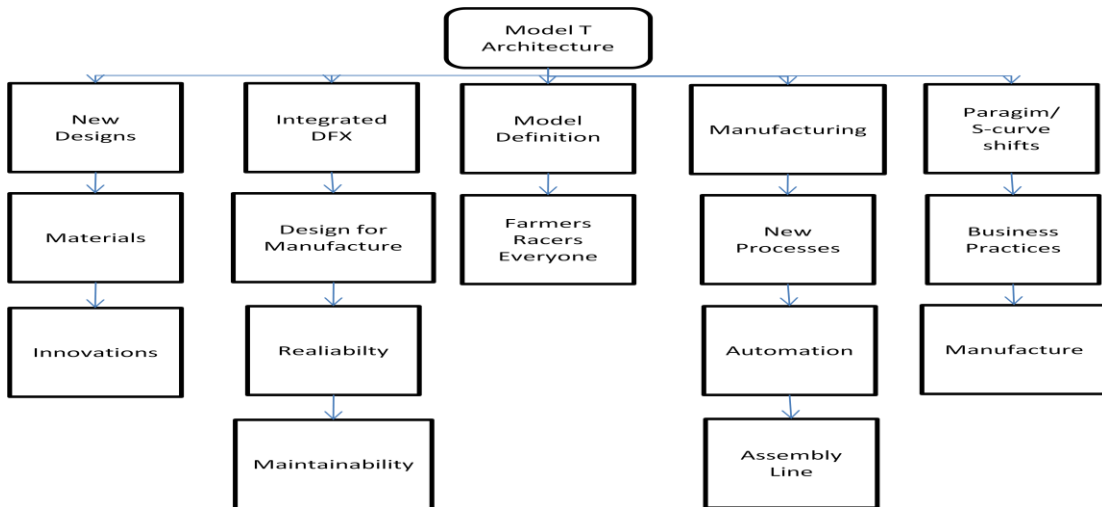 Model T
Architecture
New
Designs
Integrated
DFX
Model
Definition
Manufacturing
Paragim/
S-curve
shifts
Materials
Design for
Manufacture
Farmers
Racers
Everyone
New
Processes
Business
Practices
Innovations
Realiabilty
Automation
Manufacture
Maintainability
Assembly
Line